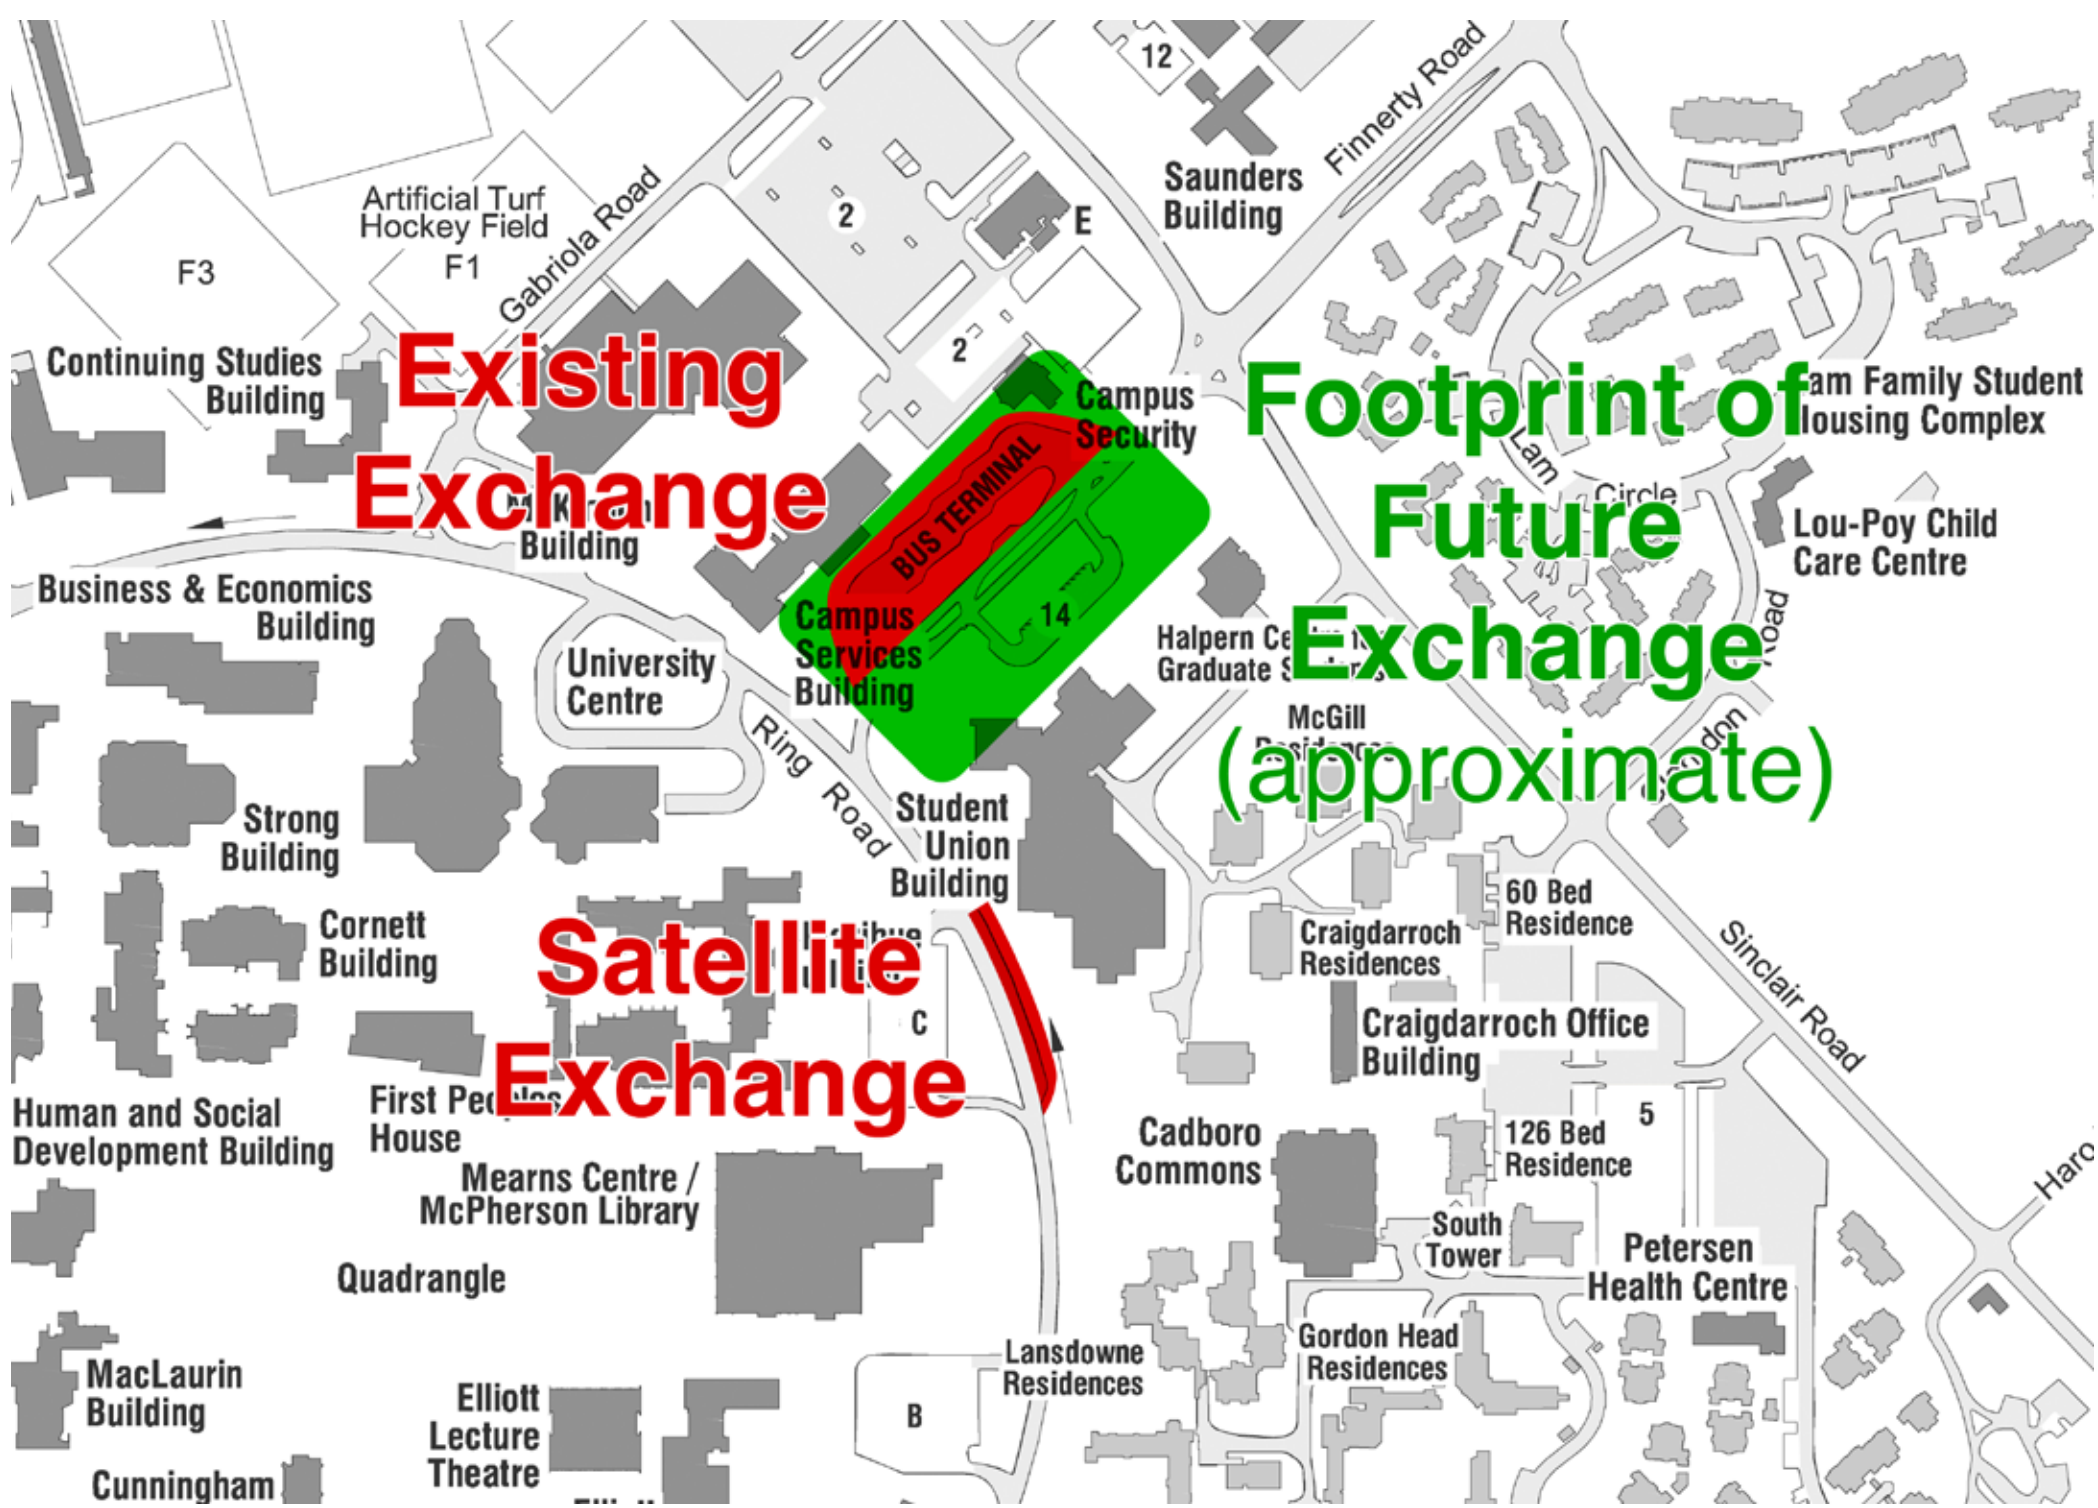 12
Finnerty Road
Saunders
Building
Artificial Turf
Hockey Field
F1
F3
Gabriola Road
2
E
2
Continuing Studies
Building
Existing
Exchange
Building
Campus
Security
BUS TERMINAL
14
Campus
Services
Building
Footprint of
Future
Exchange
(approximate)
am Family Student
Housing Complex
Lam
Circle
Road
Lou-Poy Child
Care Centre
Halpern
Graduate
McGill
Residences
Business & Economics
Building
University
Centre
Ring Road
Strong
Building
Student
Union
Building
Cornett
Building
Satellite
Exchange
C
First Peoples
House
Human and Social
Development Building
60 Bed
Residence
Craigdarroch
Residences
Craigdarroch Office
Building
Sinclair Road
5
126 Bed
Residence
Cadboro
Commons
South
Tower
Petersen
Health Centre
Haro
Mearns Centre /
McPherson Library
Quadrangle
Lansdowne
Residences
Gordon Head
Residences
MacLaurin
Building
Elliott
Lecture
Theatre
B
Cunningham